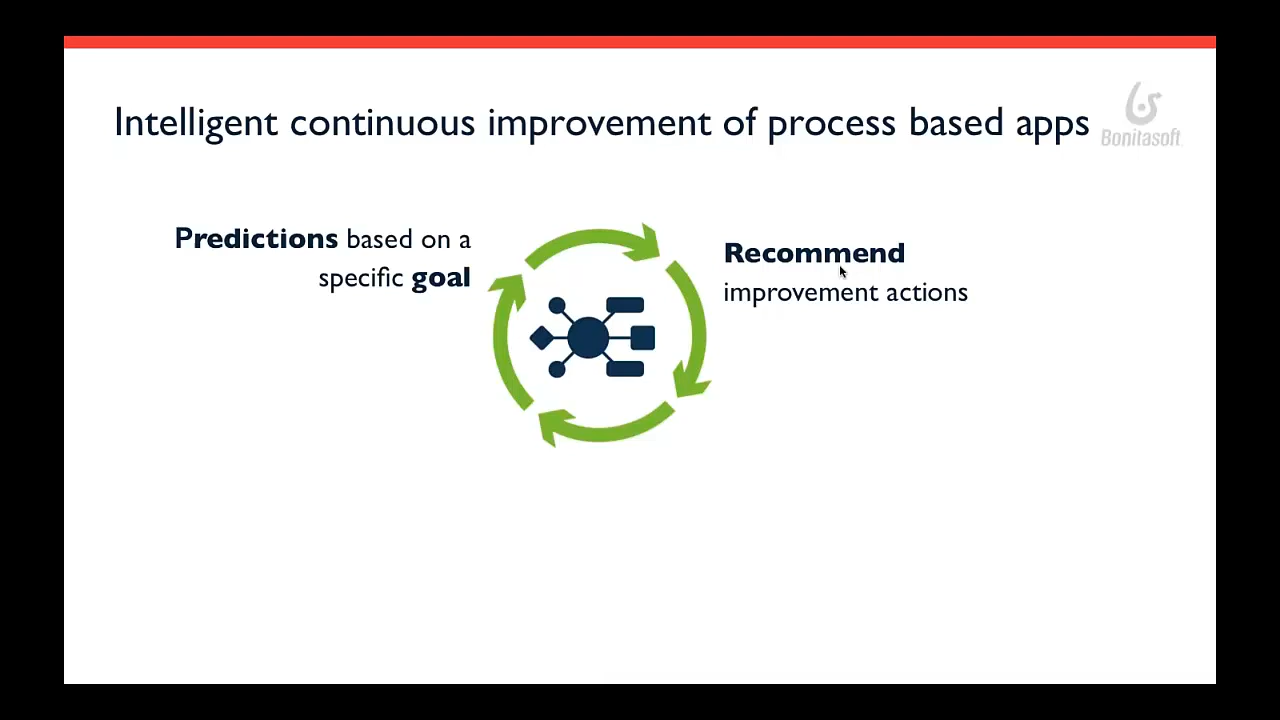 Intelligent continuous improvement of process based apps
Bonitasoft
Predictions based on a
specific goal
Recommend
improvement actions